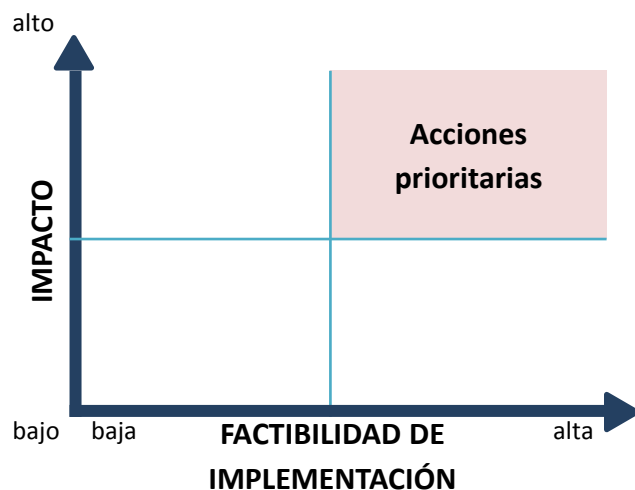 alto
Acciones
prioritarias
IMPACTO
bajo
baja
FACTIBILIDAD DE
IMPLEMENTACIÓN
alta